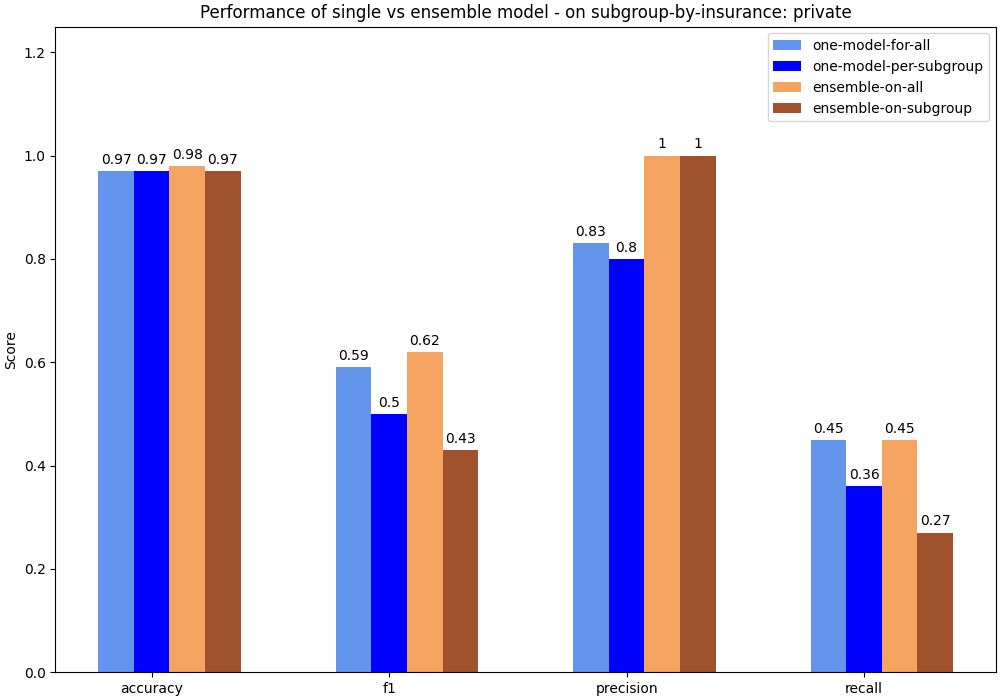 Performance of single vs ensemble model - on subgroup-by-insurance: private
one-model-for-all
one-model-per-subgroup
ensemble-on-all
ensemble-on-subgroup
Score
1.2
1.0
0.8
0.6
0.4
0.2
0.0
0.97 0.97 0.98 0.97
0.59 0.5 0.62 0.43
0.83 0.8 1 1
0.45 0.36 0.45 0.27
accuracy f1 precision recall